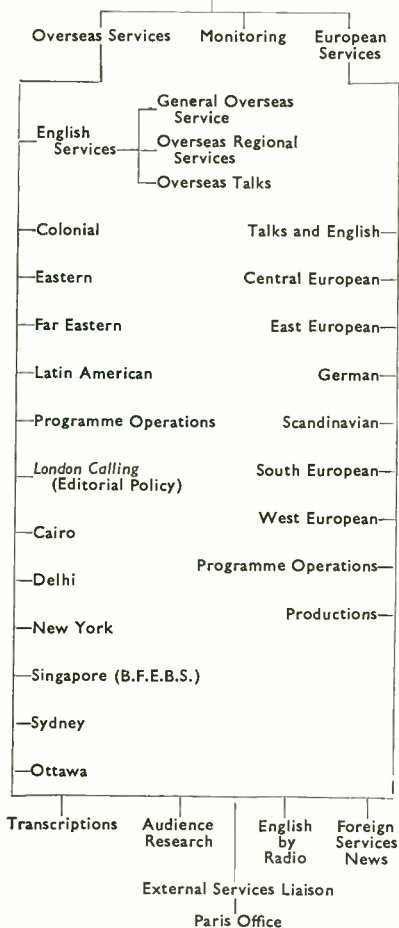 Overseas Services
Monitoring
European
Services
English
Services
General Overseas
Service
Overseas Regional
Services
Overseas Talks
Colonial
Eastern
Far Eastern
Latin American
Programme Operations
London Calling
(Editorial Policy)
Cairo
Delhi
New York
Singapore (B.F.E.B.S.)
Sydney
Ottawa
Talks and English
Central European
East European
German
Scandinavian
South European
West European
Programme Operations
Productions
Transcriptions
Audience
Research
English
by
Radio
Foreign
Services
News
External Services Liaison
Paris Office